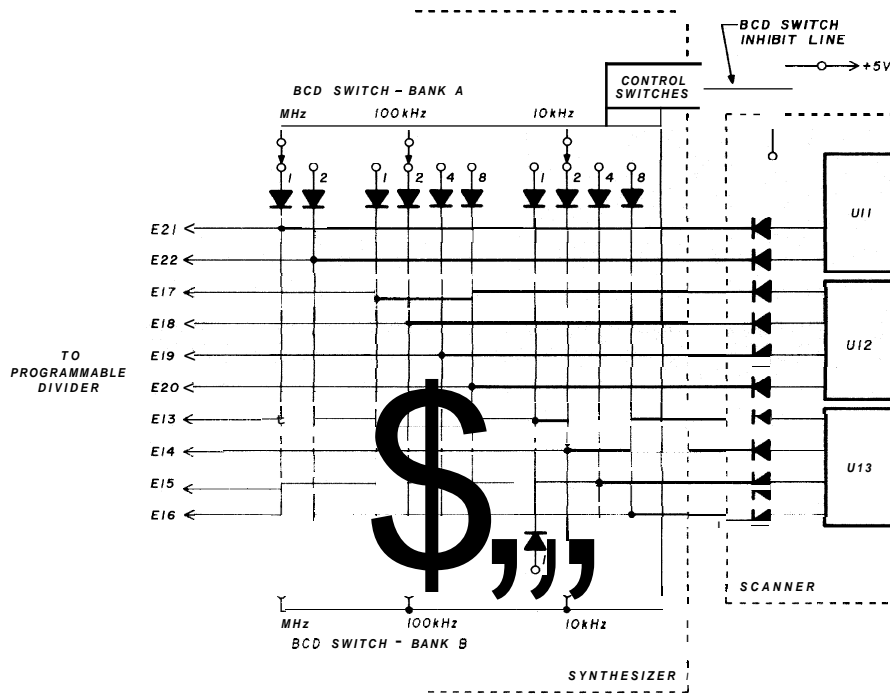 BCD SWITCH
INHIBIT LINE
+5V
CONTROL
SWITCHES
BCD SWITCH – BANK A
MHz 100kHz 10kHz
1 2 1 2 4 8 1 2 4 8
E21
E22
E17
E18
E19
E20
E13
E14
E15
E16
TO
PROGRAMMABLE
DIVIDER
U11
U12
U13
$,,,
1
SCANNER
MHz 100kHz 10kHz
BCD SWITCH – BANK B
SYNTHESIZER